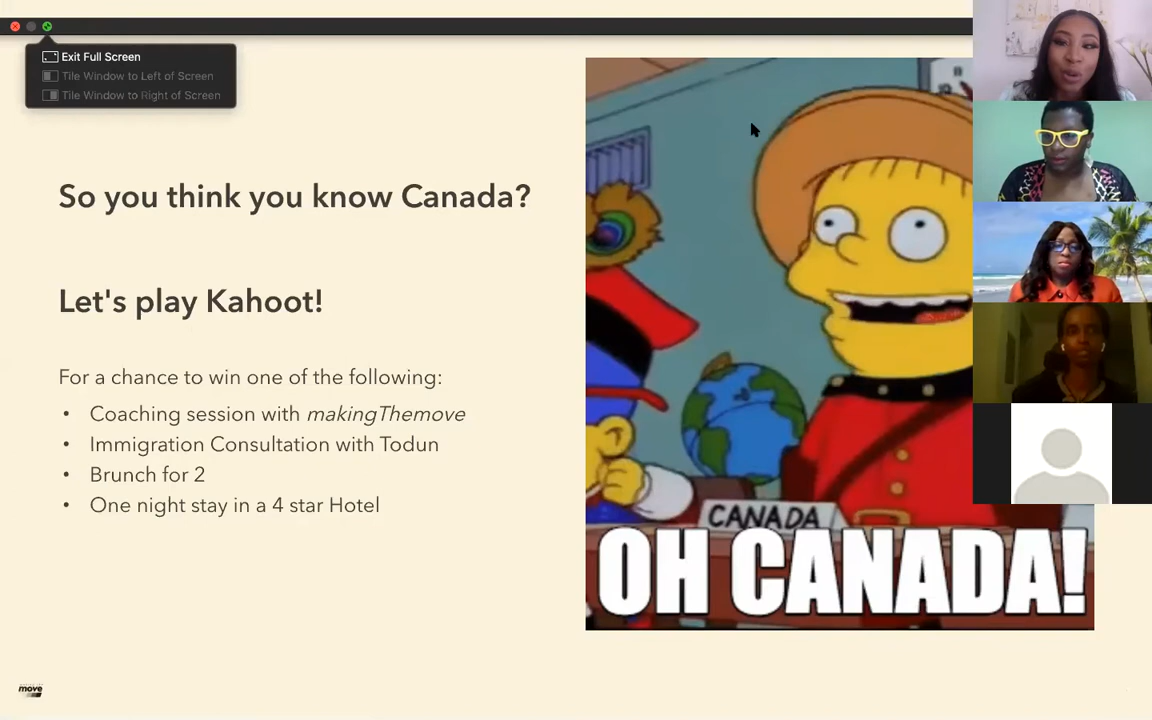 Exit Full Screen
Tile Window to Left of Screen
Tile Window to Right of Screen
So you think you know Canada?
Let's play Kahoot!
For a chance to win one of the following:
• Coaching session with makingThemove
• Immigration Consultation with Todun
• Brunch for 2
• One night stay in a 4 star Hotel
CANADA
OH CANADA!
move